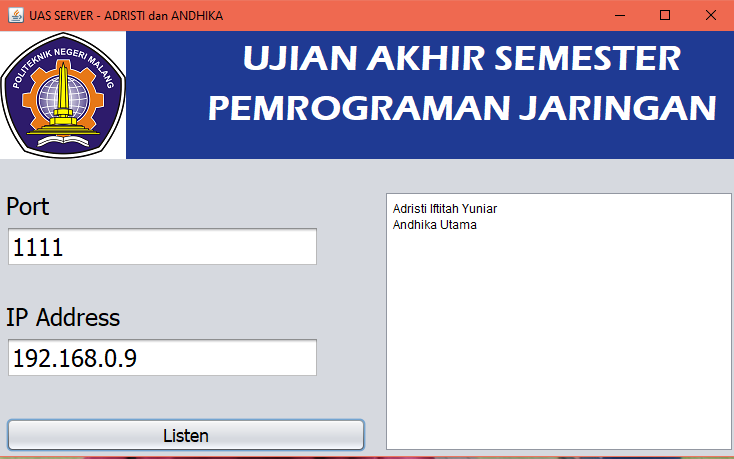 UAS SERVER - ADRISTI dan ANDHIKA
POLITEKNIK NEGERI MALANG
UJIAN AKHIR SEMESTER
PEMROGRAMAN JARINGAN
Port
1111
IP Address
192.168.0.9
Listen
Adristi Iftitah Yuniar
Andhika Utama